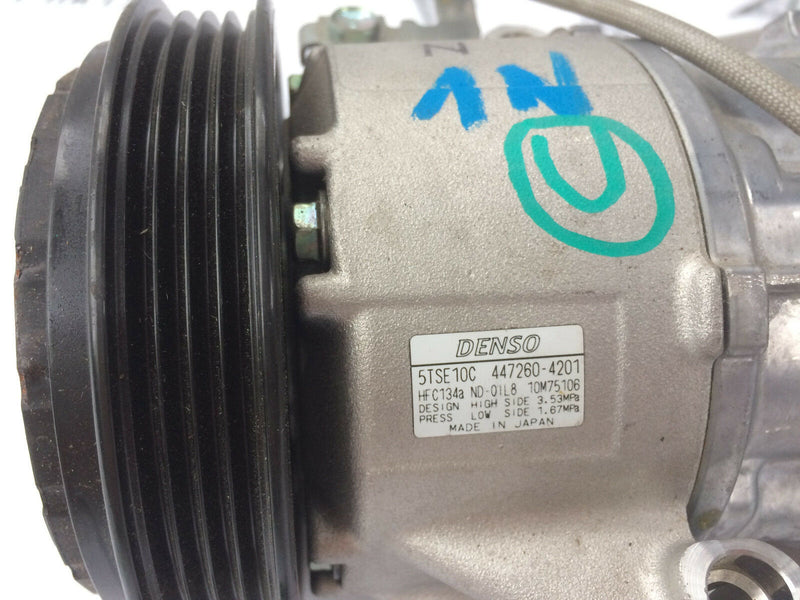 N
1N
DENSO
5TSE10C 447260-4201
HFC134a ND-OIL8 10M75106
DESIGN HIGH SIDE 3.53MPa
PRESS LOW SIDE 1.67MPa
MADE IN JAPAN